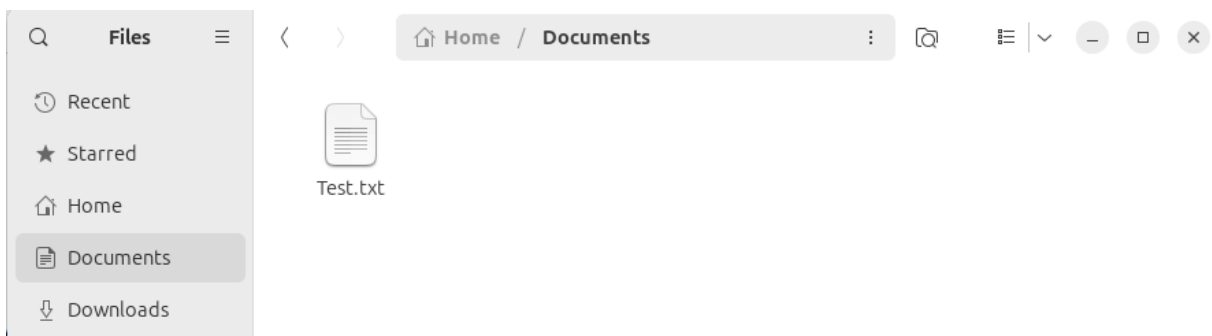 Files
Home / Documents
Recent
Starred
Home
Documents
Downloads
Test.txt